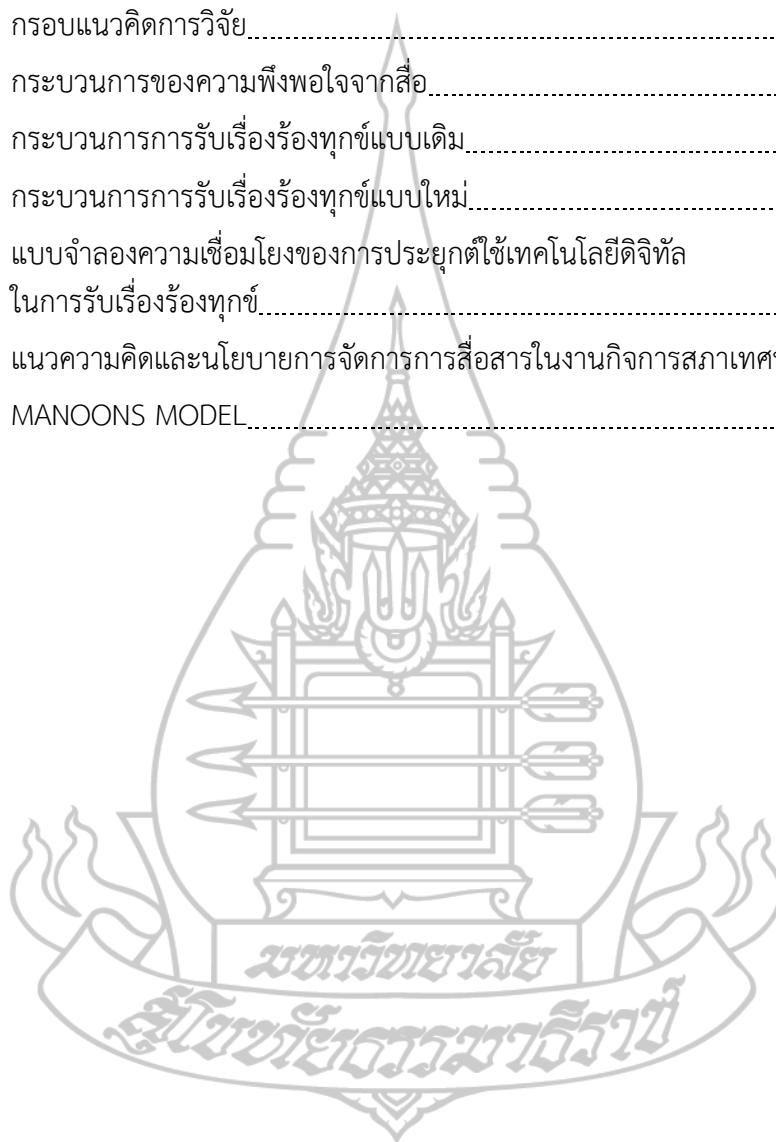 กรอบแนวคิดการวิจัย
กระบวนการของความพึงพอใจจากสื่อ
กระบวนการการรับเรื่องร้องทุกข์แบบเดิม
กระบวนการการรับเรื่องร้องทุกข์แบบใหม่
แบบจำลองความเชื่อมโยงของการประยุกต์ใช้เทคโนโลยีดิจิทัล
ในการรับเรื่องร้องทุกข์
แนวความคิดและนโยบายการจัดการการสื่อสารในงานกิจการสภาเทศ
MANOONS MODEL
มหาวิทยาลัย
สุโขทัยธรรมาธิราช